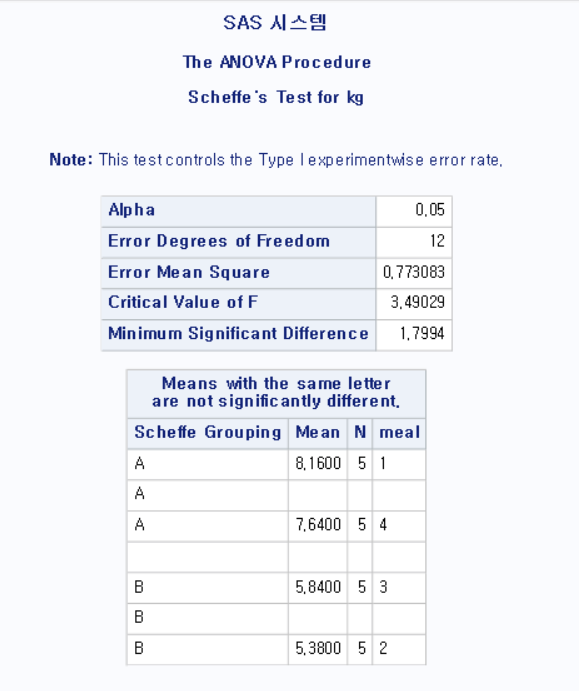 SAS 시스템
The ANOVA Procedure
Scheffe's Test for kg
Note: This test controls the Type I experimentwise error rate.
Alpha 0.05
Error Degrees of Freedom 12
Error Mean Square 0.773083
Critical Value of F 3.49029
Minimum Significant Difference 1.7994
Means with the same letter
are not significantly different.
Scheffe Grouping Mean N meal
A 8.1600 5 1
A
A 7.6400 5 4
B 5.8400 5 3
B
B 5.3800 5 2